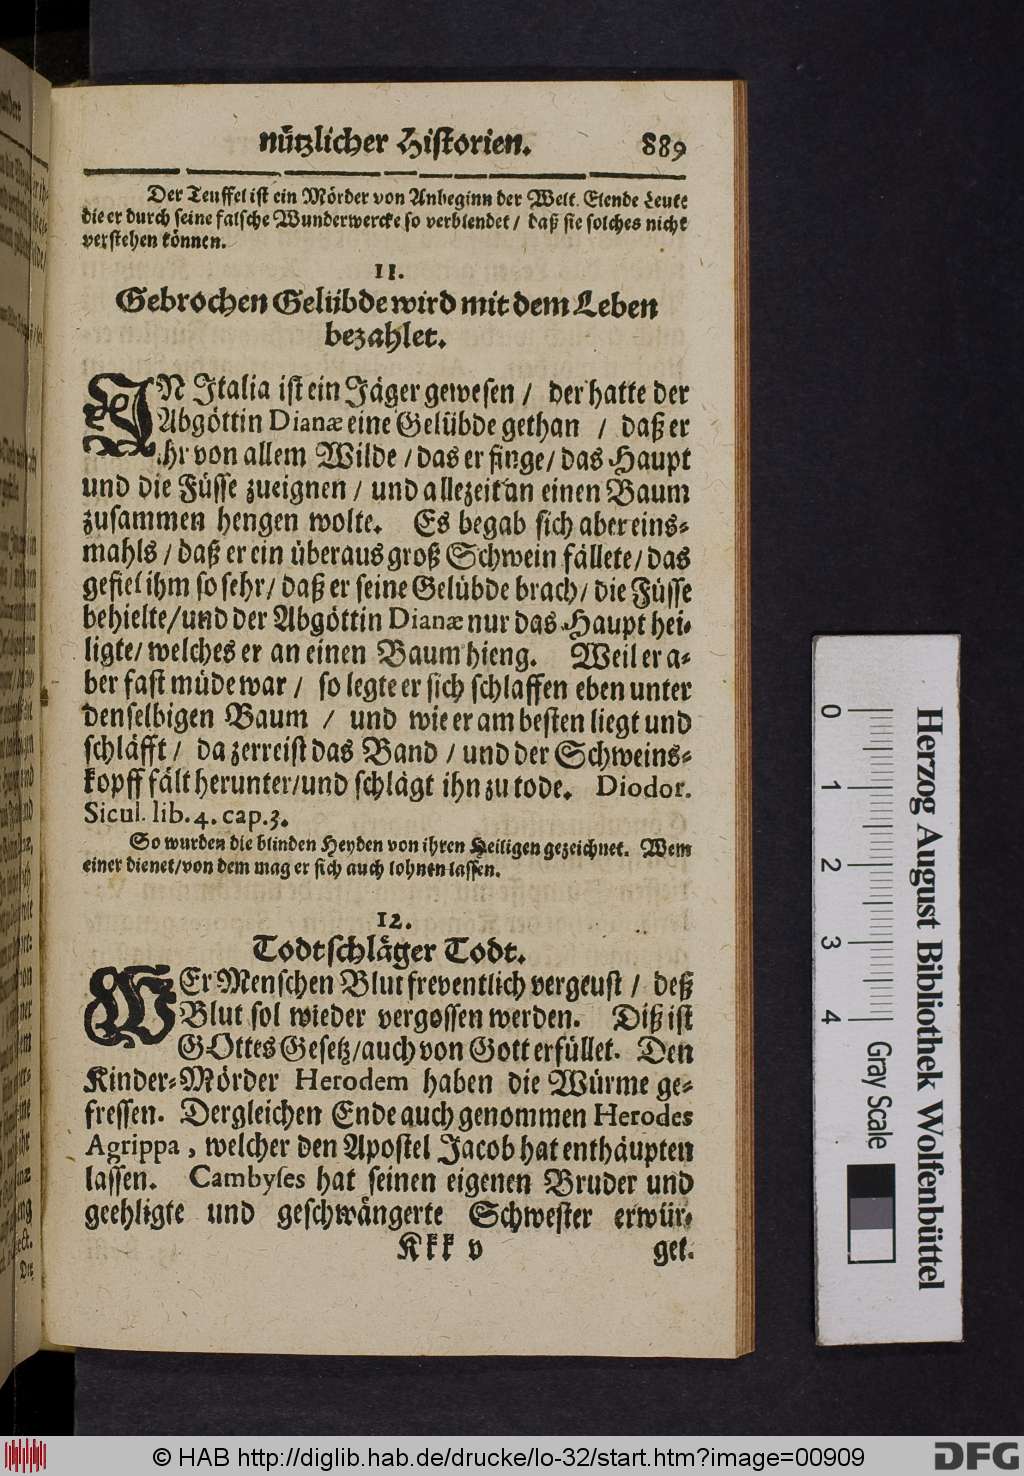 nützlicher Historien. 889
Der Teuffel ist ein Mörder von Anbeginn der Welt. Elende Leute
die er durch seine falsche Wunderwercke so verblendet / daß sie solches nicht
verstehen können.
11.
Gebrochen Gelübde wird mit dem Leben
bezahlet.
IN Italia ist ein Jäger gewesen / der hatte der
Abgöttin Dianæ eine Gelübde gethan / daß er
ihr von allem Wilde / das er finge / das Haupt
und die Füsse zueignen / und allezeit an einen Baum
zusammen hengen wolte. Es begab sich aber eins-
mahls / daß er ein überaus groß Schwein fällete / das
gefiel ihm so sehr / daß er seine Gelübde brach / die Füsse
behielte / und der Abgöttin Dianæ nur das Haupt hei-
ligte / welches er an einen Baum hieng. Weil er a-
ber fast müde war / so legte er sich schlaffen eben unter
denselbigen Baum / und wie er am besten liegt und
schläfft / da zerreist das Band / und der Schweins-
kopff fält herunter / und schlägt ihn zu tode. Diodor.
Sicul. lib. 4. cap. 3.
So wurden die blinden Heyden von ihren Heiligen gezeichnet. Wem
einer dienet / von dem mag er sich auch lohnen lassen.
12.
Todtschläger Todt.
WEr Menschen Blut freventlich vergeust / deß
Blut sol wieder vergossen werden. Diß ist
GOttes Gesetz / auch von Gott erfüllet. Den
Kinder-Mörder Herodem haben die Würme ge-
fressen. Dergleichen Ende auch genommen Herodes
Agrippa, welcher den Apostel Jacob hat enthäupten
lassen. Cambyses hat seinen eigenen Bruder und
geehligte und geschwängerte Schwester erwür-
Kkk v get.
0 1 2 3 4
Gray Scale
Herzog August Bibliothek Wolfenbüttel
© HAB http://diglib.hab.de/drucke/lo-32/start.htm?image=00909
DFG